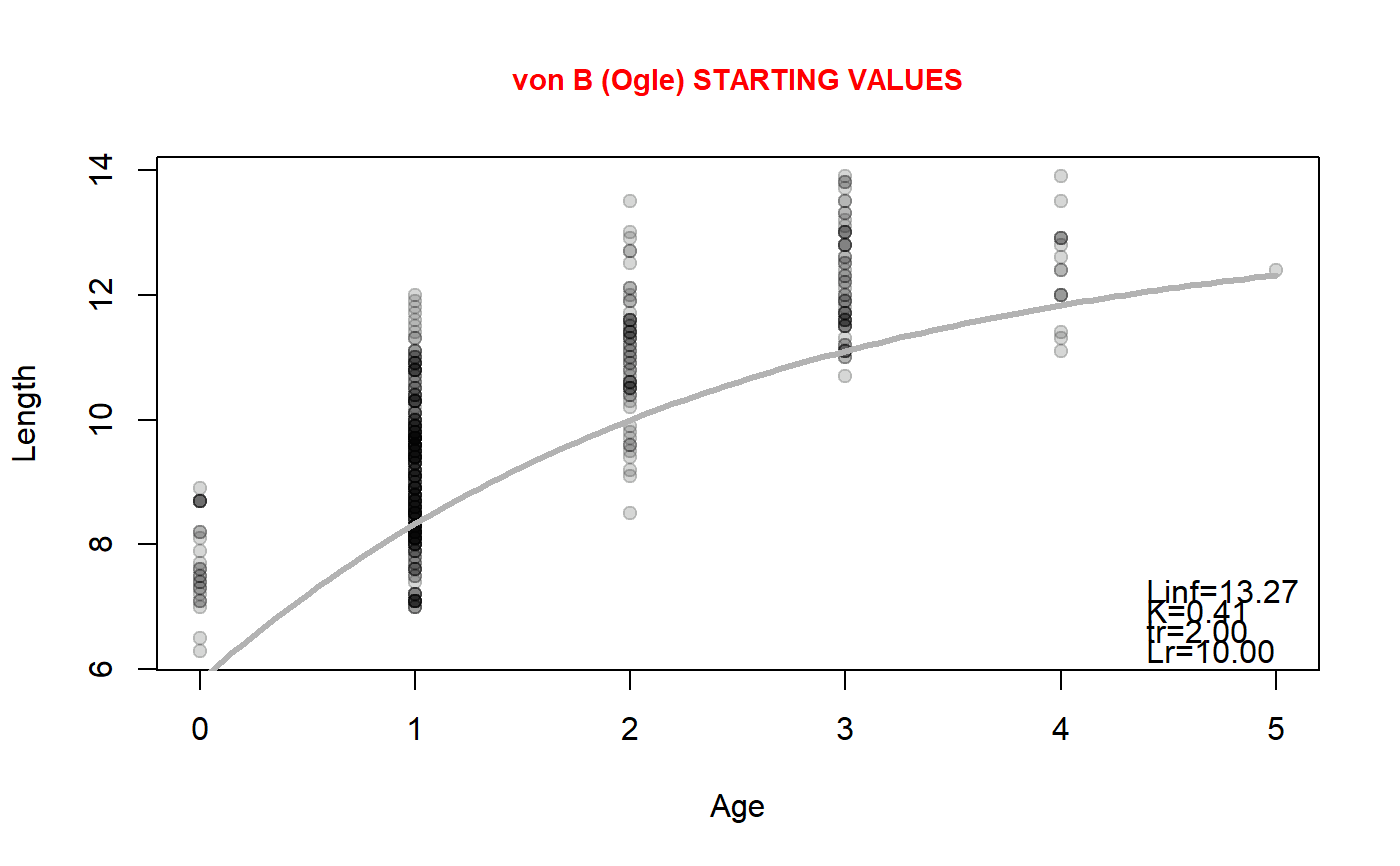 von B (Ogle) STARTING VALUES
14
12
10
8
6
Length
Linf=13.27
K=0.41
tr=2.00
Lr=10.00
0 1 2 3 4 5
Age